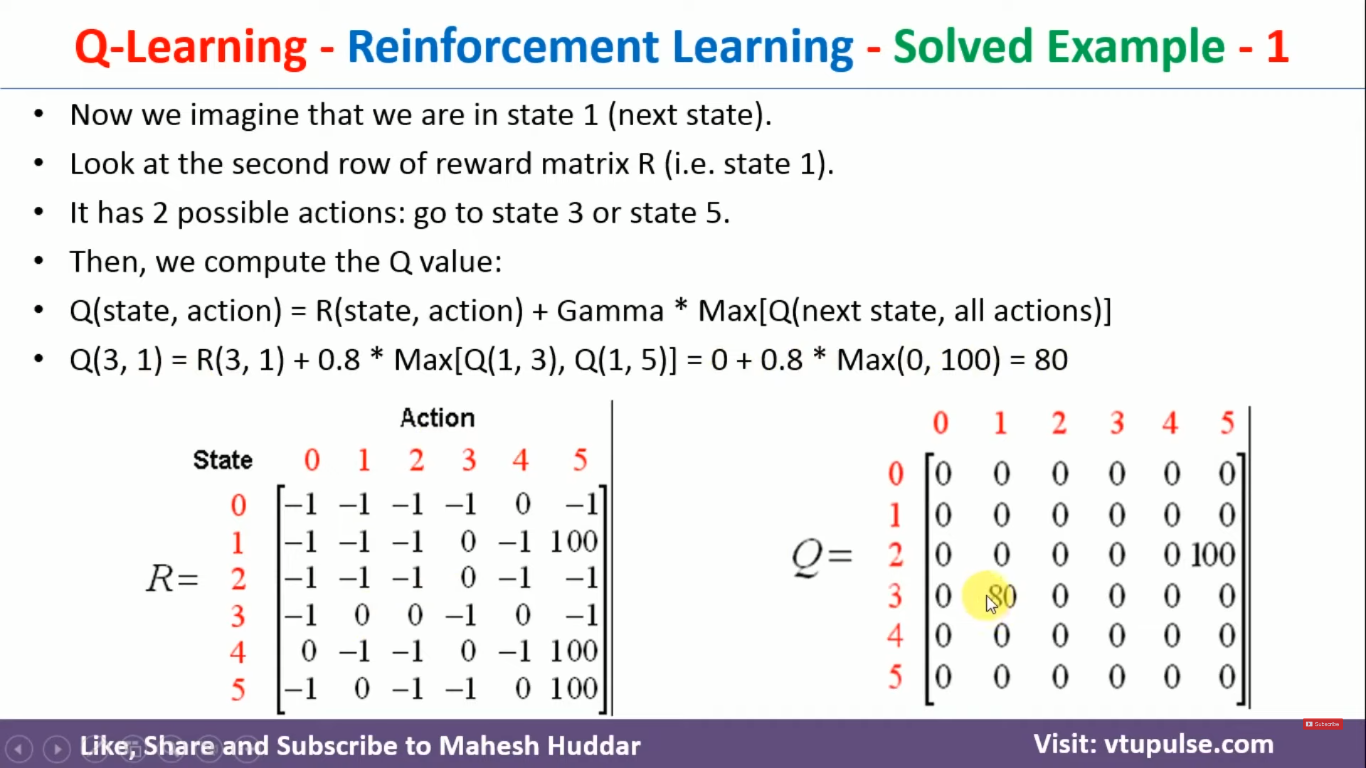 Q-Learning - Reinforcement Learning - Solved Example - 1
• Now we imagine that we are in state 1 (next state).
• Look at the second row of reward matrix R (i.e. state 1).
• It has 2 possible actions: go to state 3 or state 5.
• Then, we compute the Q value:
• Q(state, action) = R(state, action) + Gamma * Max[Q(next state, all actions)]
• Q(3, 1) = R(3, 1) + 0.8 * Max[Q(1, 3), Q(1, 5)] = 0 + 0.8 * Max(0, 100) = 80
Action
State 0 1 2 3 4 5
0 −1 −1 −1 −1 0 −1
1 −1 −1 −1 0 −1 100
R= 2 −1 −1 −1 0 −1 −1
3 −1 0 0 −1 0 −1
4 0 −1 −1 0 −1 100
5 −1 0 −1 −1 0 100
0 1 2 3 4 5
0 0 0 0 0 0 0
1 0 0 0 0 0 0
Q= 2 0 0 0 0 0 100
3 0 80 0 0 0 0
4 0 0 0 0 0 0
5 0 0 0 0 0 0
Subscribe
Like, Share and Subscribe to Mahesh Huddar
Visit: vtupulse.com